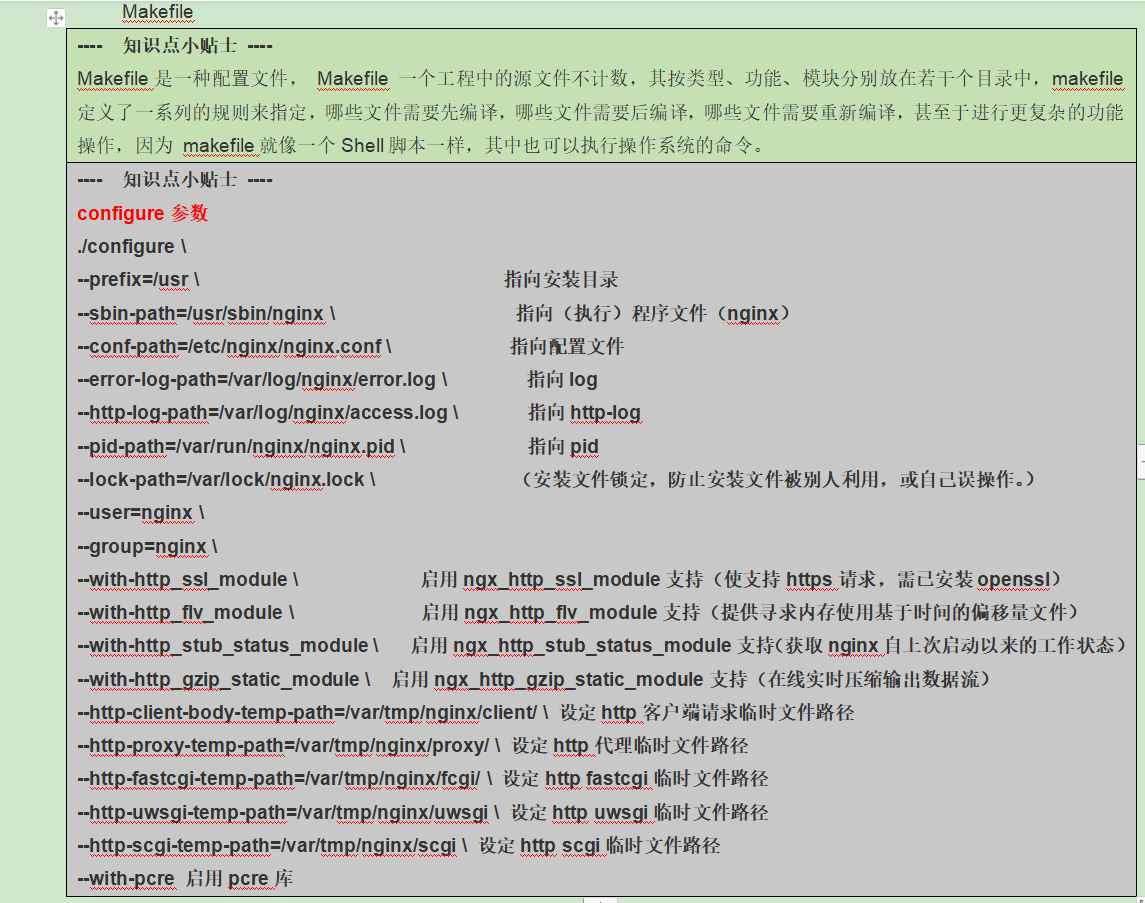 Makefile
---- 知识点小贴士 ----
Makefile 是一种配置文件， Makefile 一个工程中的源文件不计数，其按类型、功能、模块分别放在若干个目录中，makefile
定义了一系列的规则来指定，哪些文件需要先编译，哪些文件需要后编译，哪些文件需要重新编译，甚至于进行更复杂的功能
操作，因为 makefile 就像一个 Shell 脚本一样，其中也可以执行操作系统的命令。
---- 知识点小贴士 ----
configure 参数
./configure \
--prefix=/usr \ 指向安装目录
--sbin-path=/usr/sbin/nginx \ 指向（执行）程序文件（nginx）
--conf-path=/etc/nginx/nginx.conf \ 指向配置文件
--error-log-path=/var/log/nginx/error.log \ 指向 log
--http-log-path=/var/log/nginx/access.log \ 指向 http-log
--pid-path=/var/run/nginx/nginx.pid \ 指向 pid
--lock-path=/var/lock/nginx.lock \ （安装文件锁定，防止安装文件被别人利用，或自己误操作。）
--user=nginx \
--group=nginx \
--with-http_ssl_module \ 启用 ngx_http_ssl_module 支持（使支持 https 请求，需已安装 openssl）
--with-http_flv_module \ 启用 ngx_http_flv_module 支持（提供寻求内存使用基于时间的偏移量文件）
--with-http_stub_status_module \ 启用 ngx_http_stub_status_module 支持（获取 nginx 自上次启动以来的工作状态）
--with-http_gzip_static_module \ 启用 ngx_http_gzip_static_module 支持（在线实时压缩输出数据流）
--http-client-body-temp-path=/var/tmp/nginx/client/ \ 设定 http 客户端请求临时文件路径
--http-proxy-temp-path=/var/tmp/nginx/proxy/ \ 设定 http 代理临时文件路径
--http-fastcgi-temp-path=/var/tmp/nginx/fcgi/ \ 设定 http fastcgi 临时文件路径
--http-uwsgi-temp-path=/var/tmp/nginx/uwsgi \ 设定 http uwsgi 临时文件路径
--http-scgi-temp-path=/var/tmp/nginx/scgi \ 设定 http scgi 临时文件路径
--with-pcre 启用 pcre 库